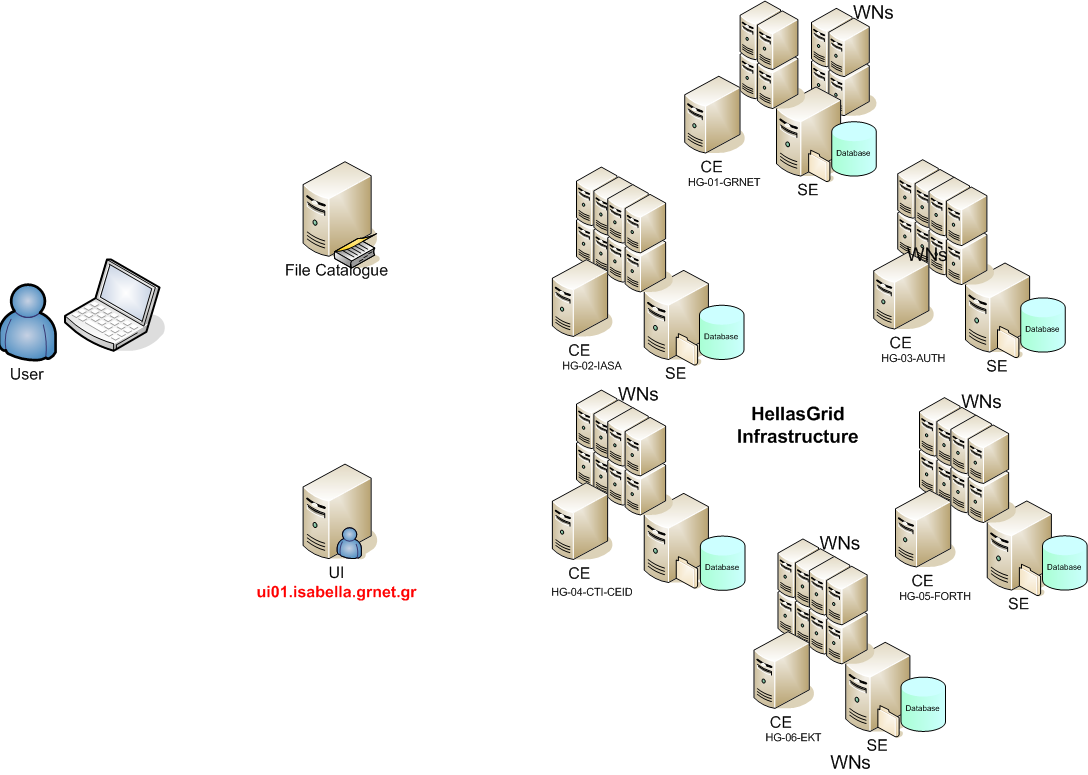 WNs
Database
CE
HG-01-GRNET
SE
File Catalogue
User
WNs
Database
CE
HG-02-IASA
SE
Database
CE
HG-03-AUTH
SE
WNs
HellasGrid
Infrastructure
WNs
UI
ui01.isabella.grnet.gr
Database
CE
HG-04-CTI-CEID
WNs
Database
CE
HG-05-FORTH
SE
Database
CE
HG-06-EKT
SE
WNs